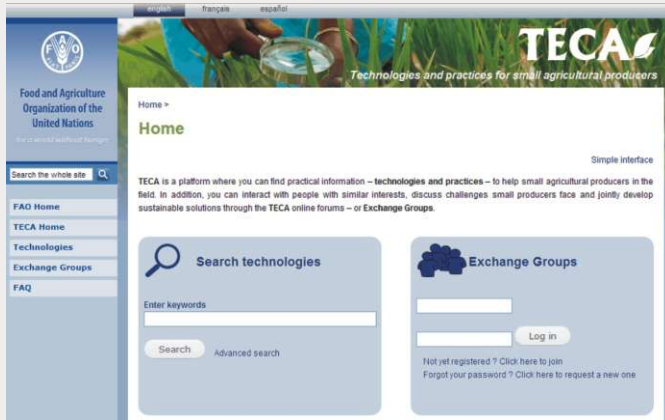 english français español
FAO
Food and Agriculture
Organization of the
United Nations
for a world without hunger
TECA
Technologies and practices for small agricultural producers
Search the whole site
FAO Home
TECA Home
Technologies
Exchange Groups
FAQ
Home >
Home
Simple interface
TECA is a platform where you can find practical information – technologies and practices – to help small agricultural producers in the
field. In addition, you can interact with people with similar interests, discuss challenges small producers face and jointly develop
sustainable solutions through the TECA online forums – or Exchange Groups.
Search technologies
Enter keywords
Search Advanced search
Exchange Groups
Log in
Not yet registered ? Click here to join
Forgot your password ? Click here to request a new one